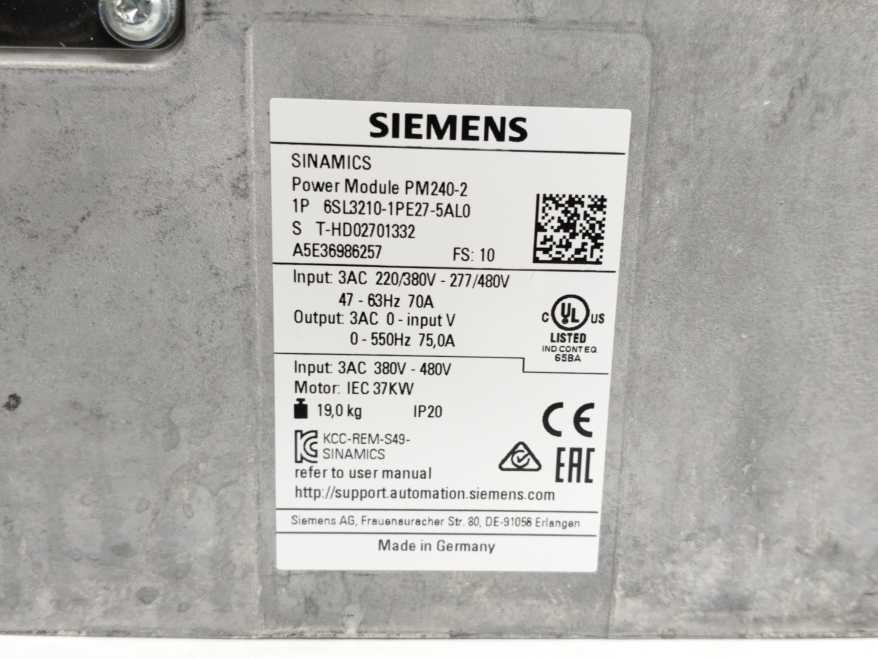 SIEMENS
SINAMICS
Power Module PM240-2
1P 6SL3210-1PE27-5AL0
S T-HD02701332
A5E36986257 FS: 10
Input: 3AC 220/380V - 277/480V
47 - 63Hz 70A
Output: 3AC 0 - input V
0 - 550Hz 75,0A
C UL US
LISTED
IND CONT EQ
65BA
Input: 3AC 380V - 480V
Motor: IEC 37KW
19,0 kg IP20
CE
KCC-REM-S49-
SINAMICS
EAC
refer to user manual
http://support.automation.siemens.com
Siemens AG, Frauenauracher Str. 80, DE-91056 Erlangen
Made in Germany